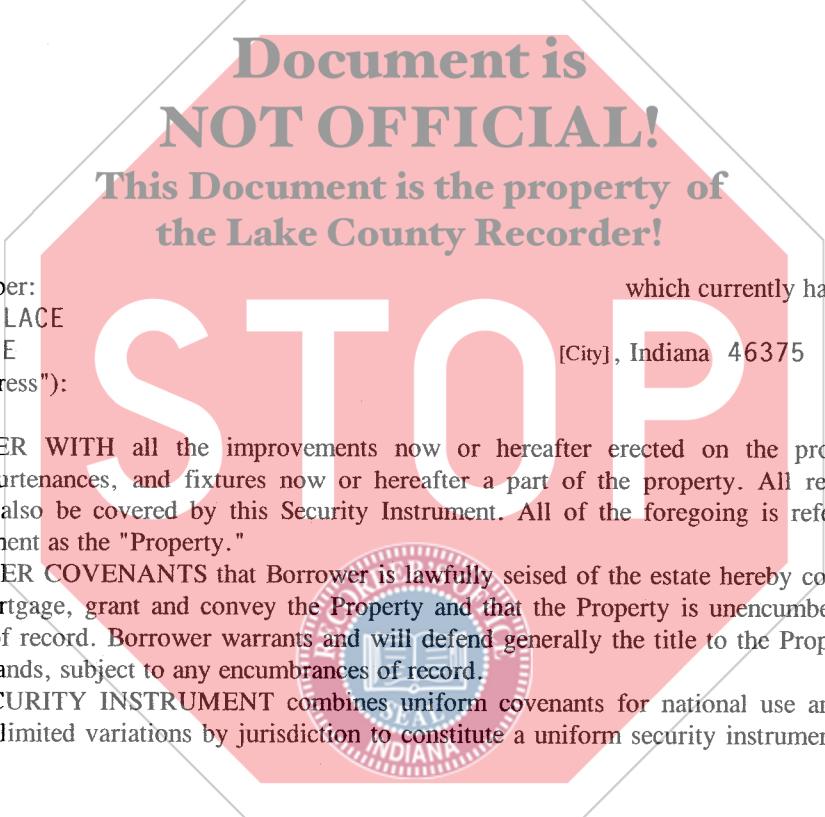 Document is
NOT OFFICIAL!
This Document is the property of
the Lake County Recorder!
ber: which currently ha
LACE
E [City], Indiana 46375
ress"):
STOP
ER WITH all the improvements now or hereafter erected on the pro
urtenances, and fixtures now or hereafter a part of the property. All re
also be covered by this Security Instrument. All of the foregoing is refe
nent as the "Property."
ER COVENANTS that Borrower is lawfully seised of the estate hereby co
rtgage, grant and convey the Property and that the Property is unencumbe
f record. Borrower warrants and will defend generally the title to the Prop
ands, subject to any encumbrances of record.
CURITY INSTRUMENT combines uniform covenants for national use an
limited variations by jurisdiction to constitute a uniform security instrumen
RECORDER'S OFFICE
SEAL
INDIANA